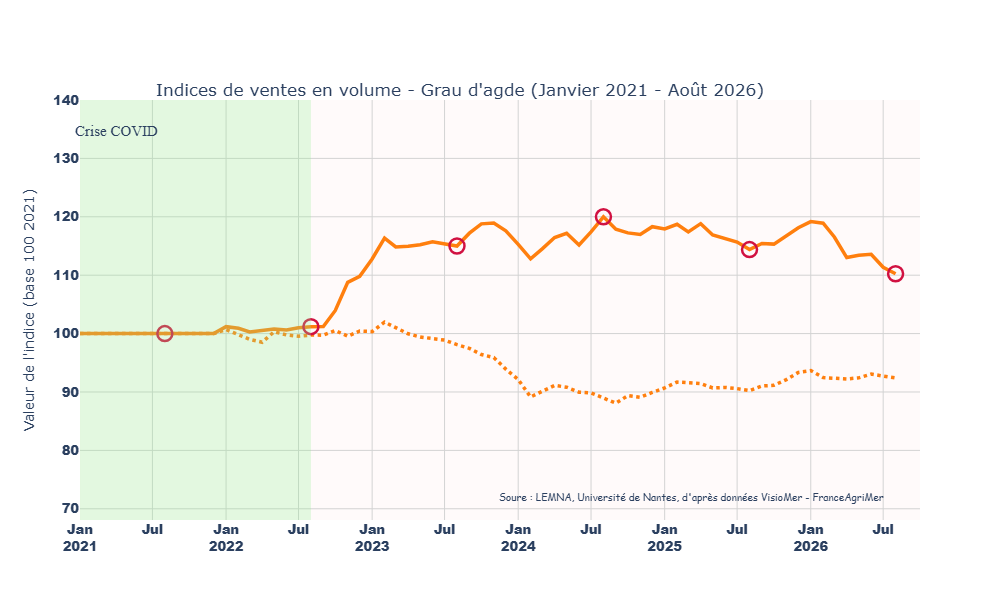 Indices de ventes en volume - Grau d'agde (Janvier 2021 - Août 2026)
Valeur de l'indice (base 100 2021)
140
Crise COVID
130
120
110
100
90
80
Soure : LEMNA, Université de Nantes, d'après données VisioMer - FranceAgriMer
70
Jan Jul Jan Jul Jan Jul Jan Jul Jan Jul Jan Jul
2021 2022 2023 2024 2025 2026